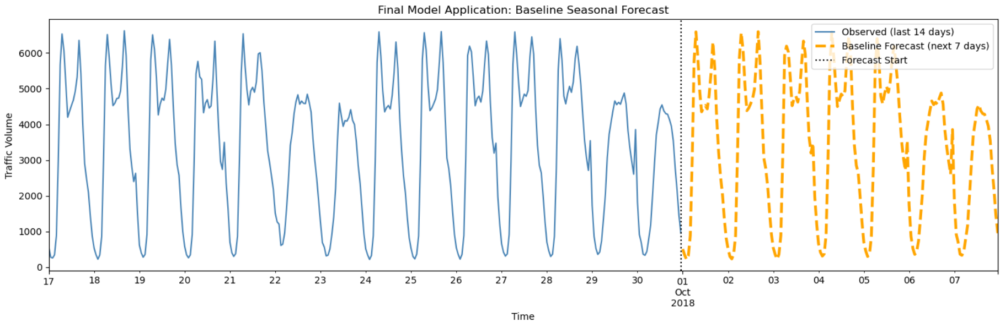 Final Model Application: Baseline Seasonal Forecast
Observed (last 14 days)
Baseline Forecast (next 7 days)
Forecast Start
Traffic Volume
6000
5000
4000
3000
2000
1000
0
17 18 19 20 21 22 23 24 25 26 27 28 29 30 01 02 03 04 05 06 07
Oct
2018
Time